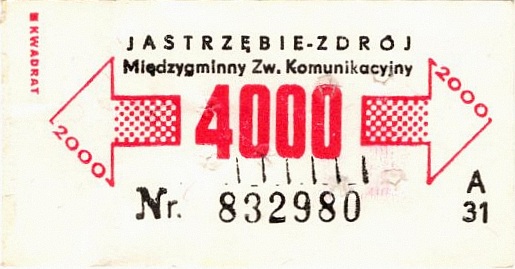 ■ KWADRAT
JASTRZĘBIE-ZDRÓJ
Międzygminny Zw. Komunikacyjny
2000 4000 2000
Nr. 832980
A
31